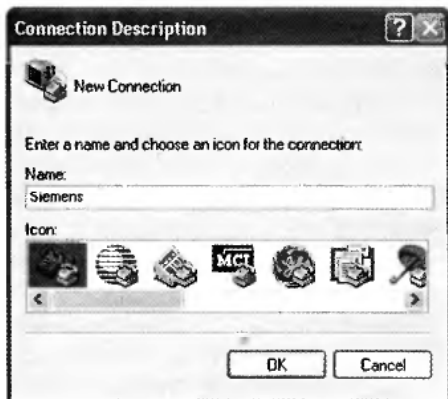 Connection Description
New Connection
Enter a name and choose an icon for the connection:
Name:
Siemens
Icon:
MCI
OK
Cancel